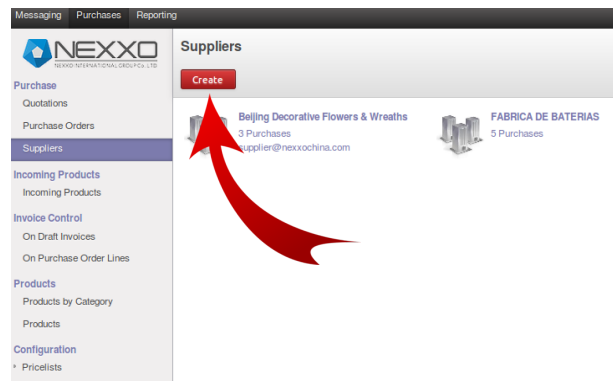 Messaging Purchases Reporting
NEXXO
NEXXO INTERNATIONAL GROUP Co. LTD
Suppliers
Create
Purchase
Quotations
Purchase Orders
Suppliers
Incoming Products
Incoming Products
Invoice Control
On Draft Invoices
On Purchase Order Lines
Products
Products by Category
Products
Configuration
Pricelists
Beijing Decorative Flowers & Wreaths
3 Purchases
supplier@nexxochina.com
FABRICA DE BATERIAS
5 Purchases